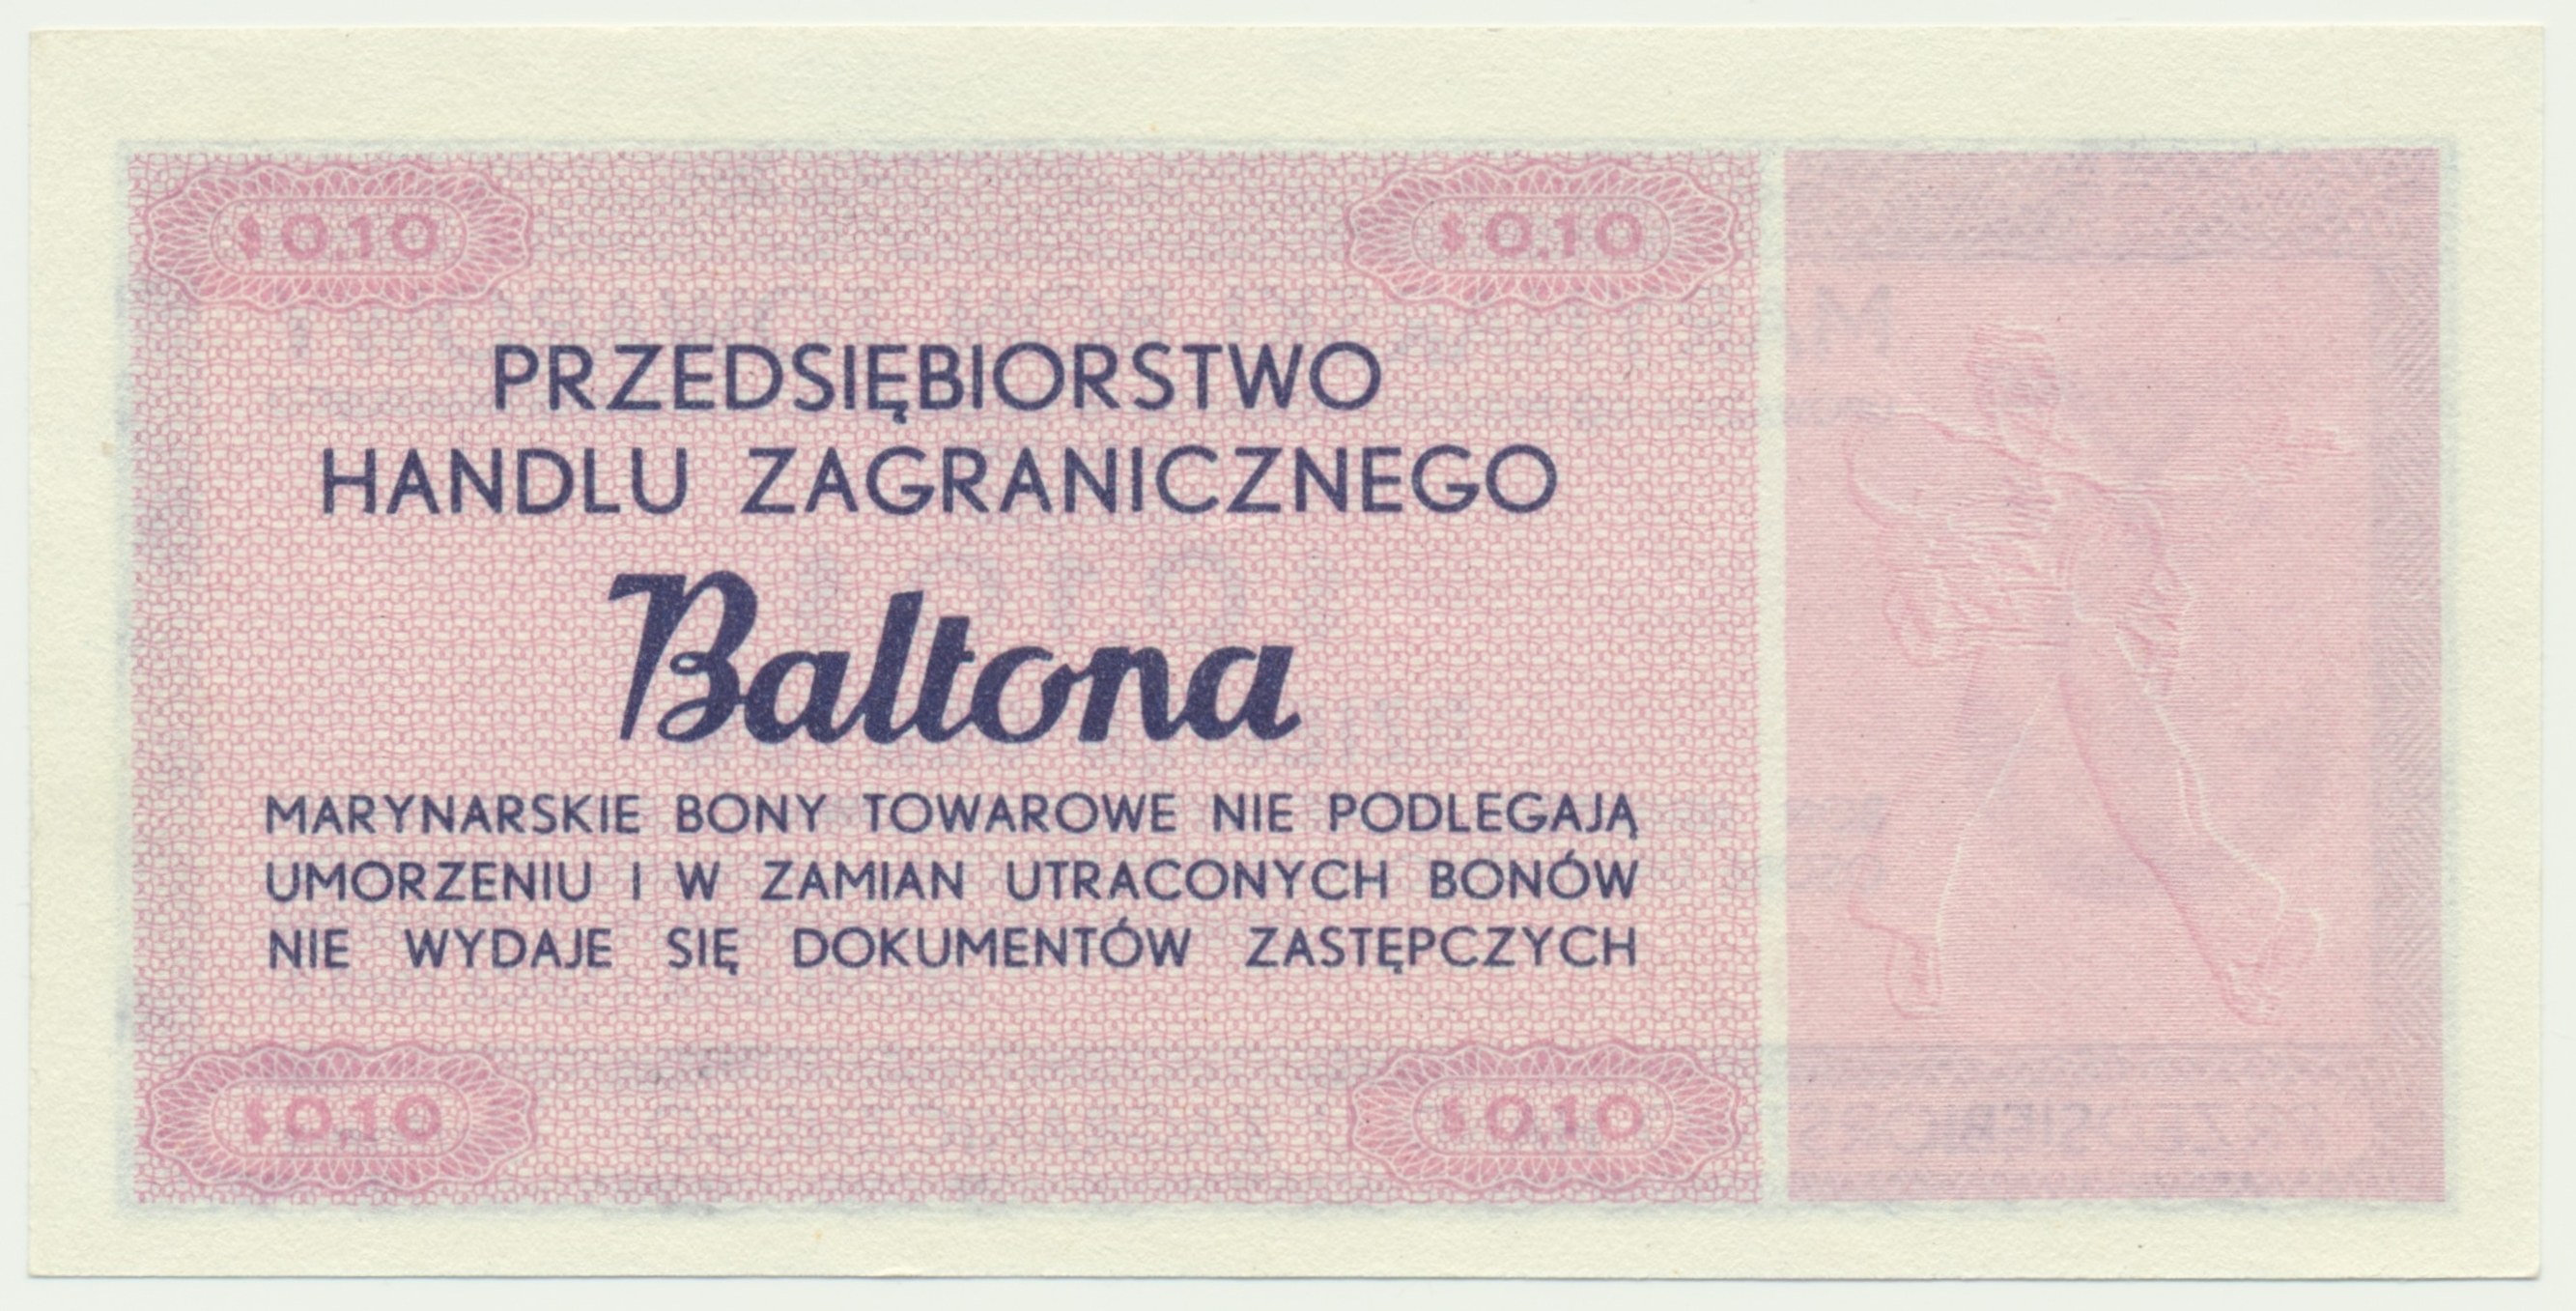 $ 0.10
$ 0.10
PRZEDSIĘBIORSTWO
HANDLU ZAGRANICZNEGO
Baltona
MARYNARSKIE BONY TOWAROWE NIE PODLEGAJĄ
UMORZENIU I W ZAMIAN UTRACONYCH BONÓW
NIE WYDAJE SIĘ DOKUMENTÓW ZASTĘPCZYCH
$ 0.10
$ 0.10